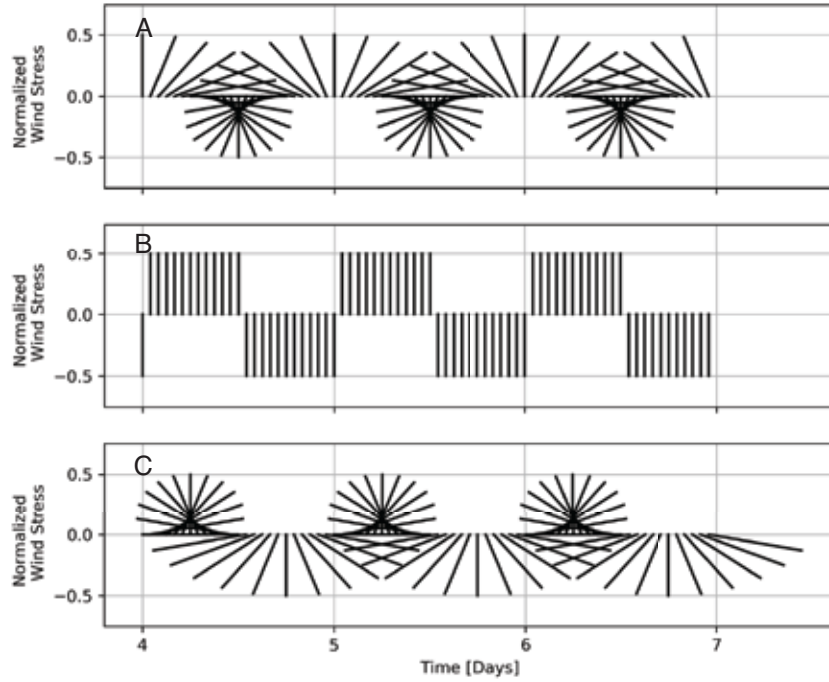 A
0.5
0.0
−0.5
Normalized
Wind Stress
B
0.5
0.0
−0.5
Normalized
Wind Stress
C
0.5
0.0
−0.5
Normalized
Wind Stress
4 5 6 7
Time [Days]